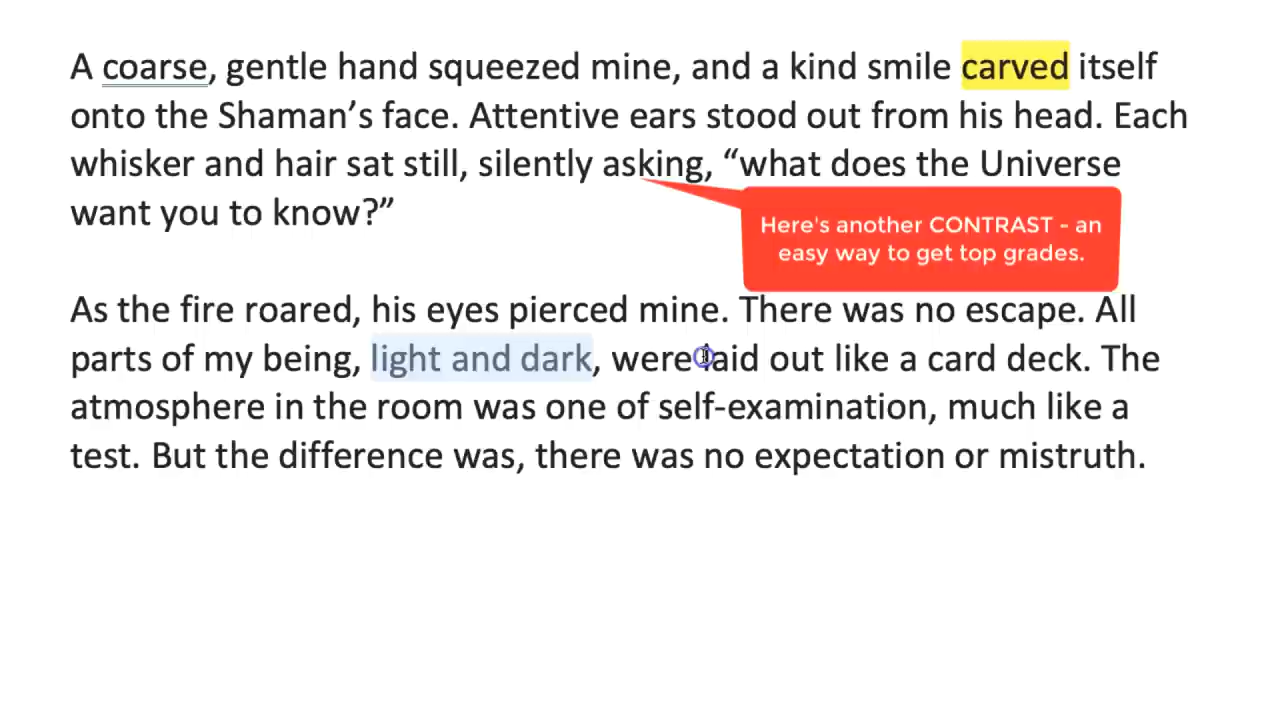 A coarse, gentle hand squeezed mine, and a kind smile carved itself
onto the Shaman’s face. Attentive ears stood out from his head. Each
whisker and hair sat still, silently asking, “what does the Universe
want you to know?”
Here's another CONTRAST - an
easy way to get top grades.
As the fire roared, his eyes pierced mine. There was no escape. All
parts of my being, light and dark, were laid out like a card deck. The
atmosphere in the room was one of self-examination, much like a
test. But the difference was, there was no expectation or mistruth.